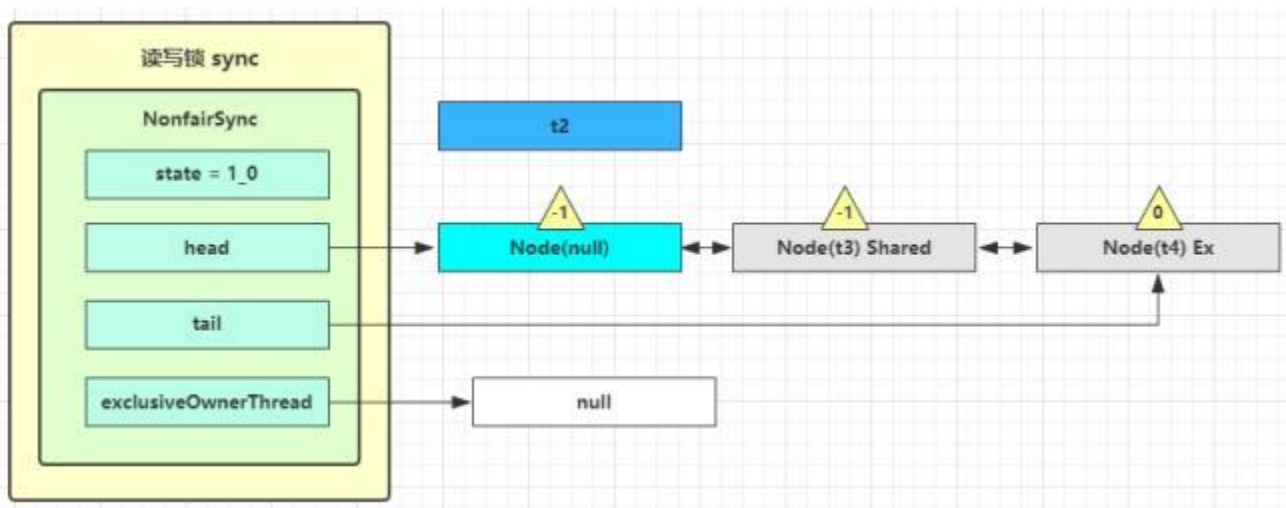 读写锁 sync
NonfairSync
state = 1_0
head
tail
exclusiveOwnerThread
t2
-1
-1
0
Node(null)
Node(t3) Shared
Node(t4) Ex
null